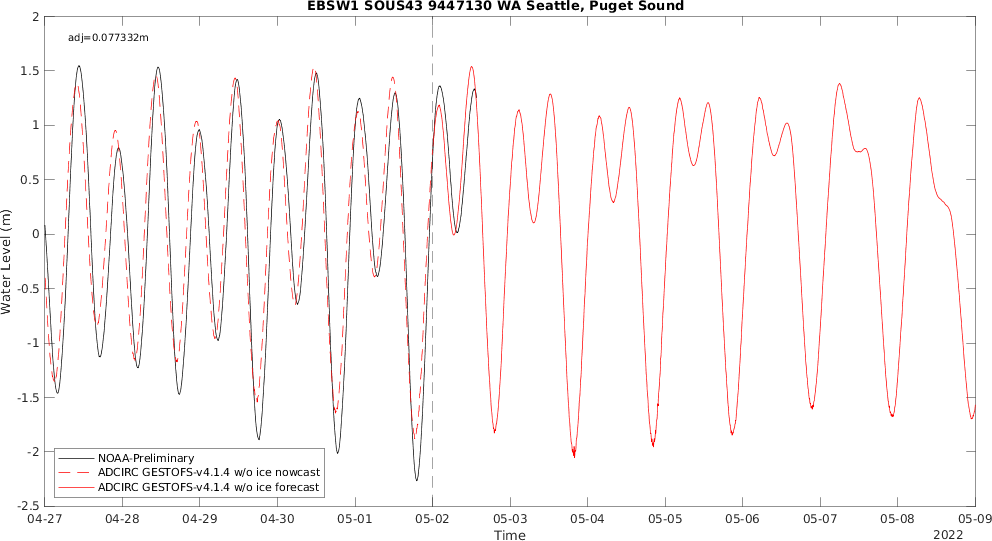 EBSW1 SOUS43 9447130 WA Seattle, Puget Sound
adj=0.077332m
2
1.5
1
0.5
0
-0.5
-1
-1.5
-2
-2.5
Water Level (m)
NOAA-Preliminary
ADCIRC GESTOFS-v4.1.4 w/o ice nowcast
ADCIRC GESTOFS-v4.1.4 w/o ice forecast
04-27 04-28 04-29 04-30 05-01 05-02 05-03 05-04 05-05 05-06 05-07 05-08 05-09
Time
2022